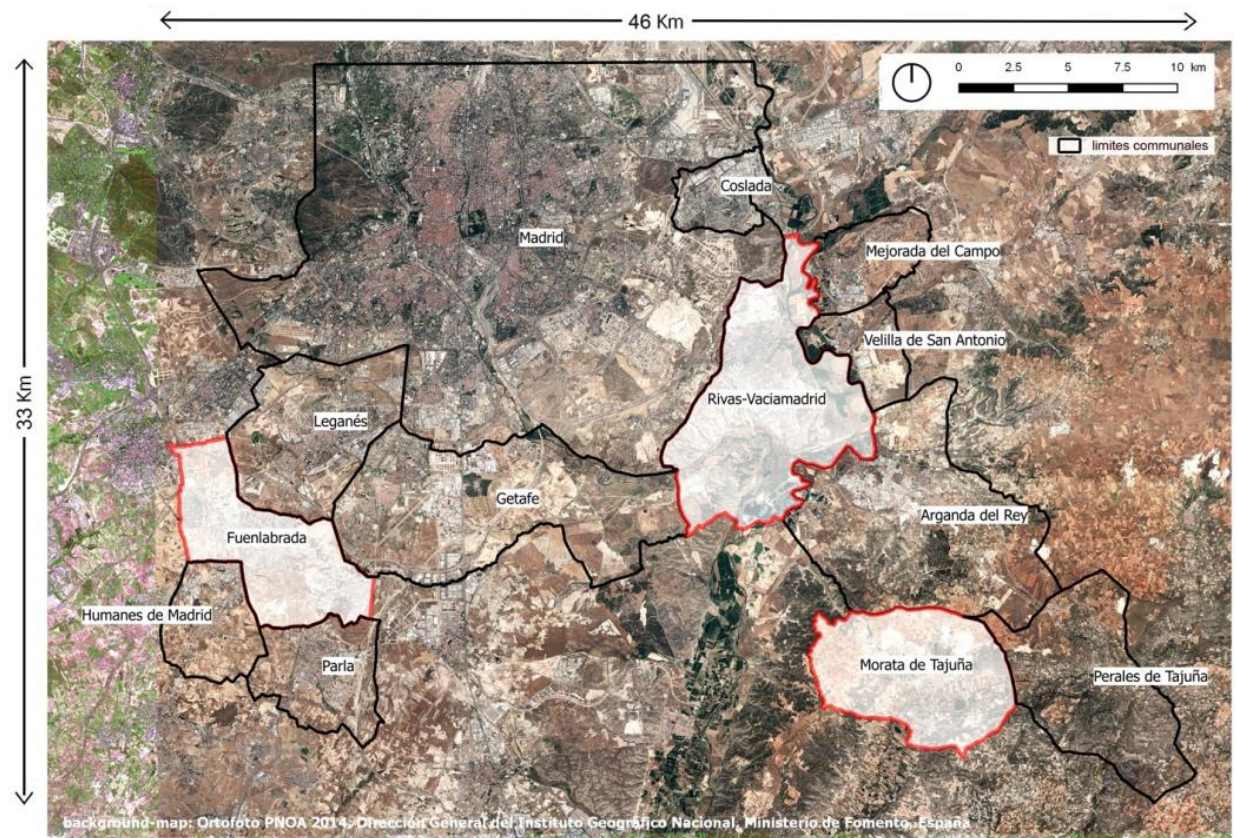 46 Km
33 Km
0 2.5 5 7.5 10 km
limites communales
Coslada
Madrid
Mejorada del Campo
Velilla de San Antonio
Rivas-Vaciamadrid
Leganés
Getafe
Arganda del Rey
Fuenlabrada
Humanes de Madrid
Parla
Morata de Tajuña
Perales de Tajuña
background-map: Ortofoto PNOA 2014, Dirección General del Instituto Geográfico Nacional, Ministerio de Fomento, España